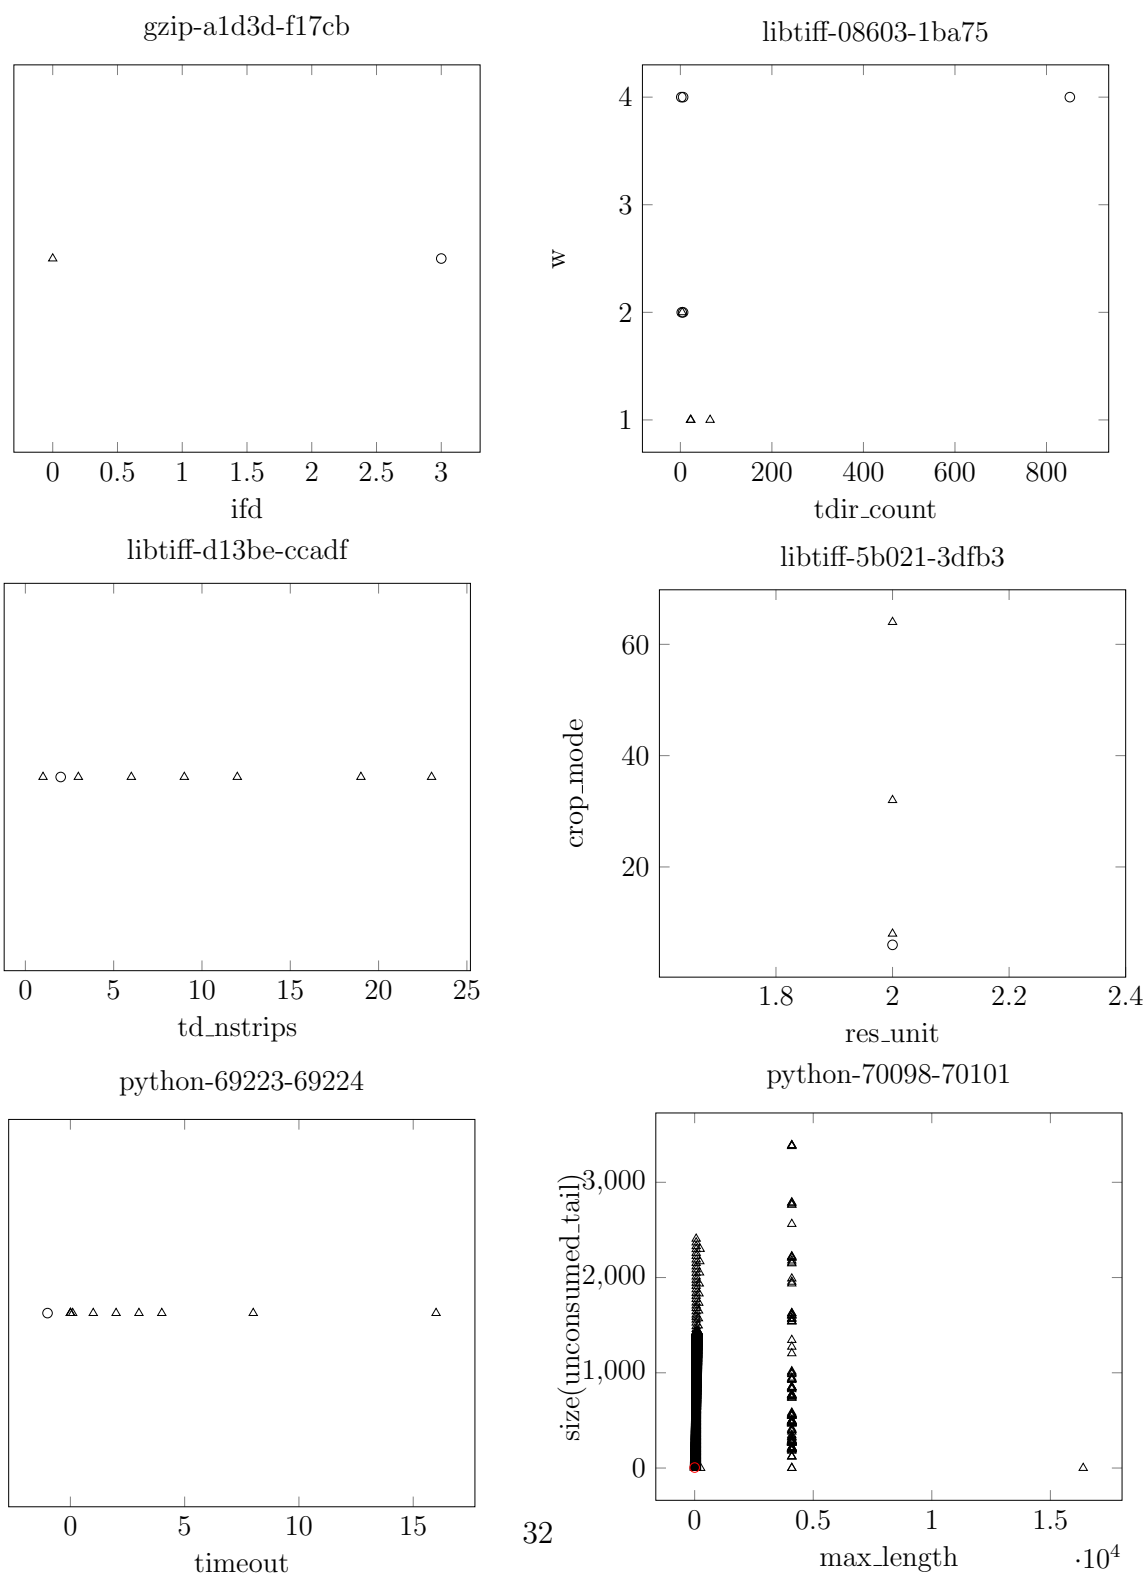 gzip-a1d3d-f17cb
0 0.5 1 1.5 2 2.5 3
ifd
libtiff-08603-1ba75
4
3
2
1
w
0 200 400 600 800
tdir_count
libtiff-d13be-ccadf
0 5 10 15 20 25
td_nstrips
libtiff-5b021-3dfb3
60
40
20
crop_mode
1.8 2 2.2 2.4
res_unit
python-69223-69224
0 5 10 15
timeout
python-70098-70101
3,000
2,000
1,000
0
size(unconsumed_tail)
0 0.5 1 1.5
max_length
·10⁴
32